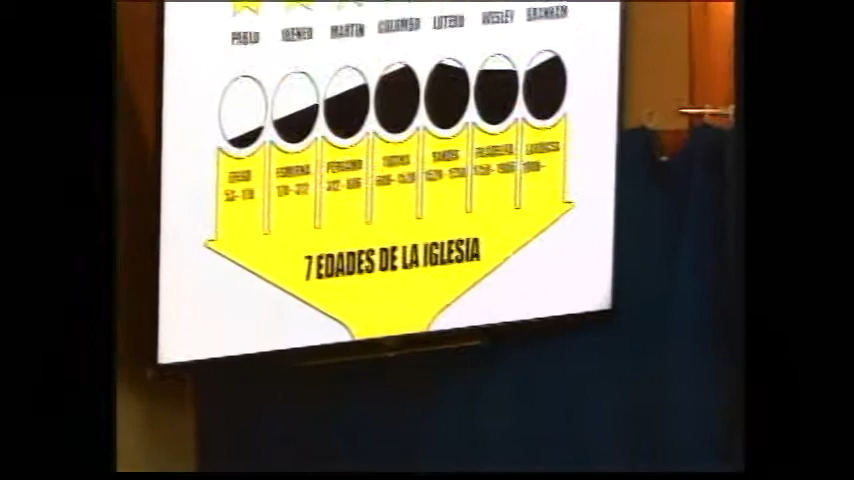 PABLO IRENEO MARTIN COLOMBO LUTERO WESLEY BRANHAM
EFESO ESMIRNA PERGAMO TIATIRA SARDIS FILADELFIA LAODICEA
53-170 170-312 312-606 606-1520 1520-1750 1750-1906 1906-
7 EDADES DE LA IGLESIA